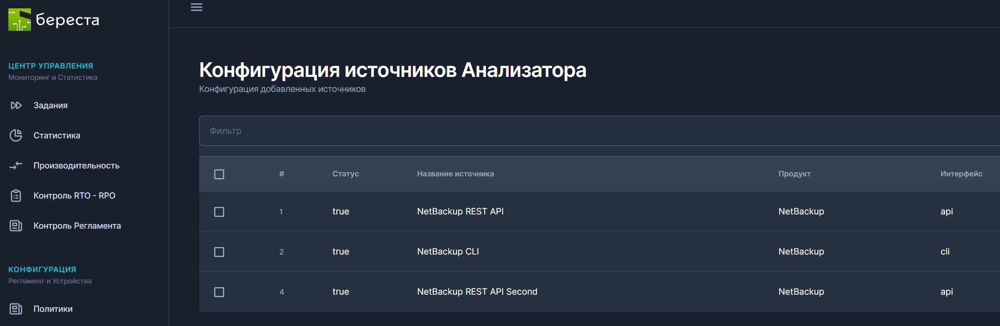 береста
ЦЕНТР УПРАВЛЕНИЯ
Мониторинг и Статистика
Задания
Статистика
Производительность
Контроль RTO - RPO
Контроль Регламента
КОНФИГУРАЦИЯ
Регламент и Устройства
Политики
Конфигурация источников Анализатора
Конфигурация добавленных источников
Фильтр
# Статус Название источника Продукт Интерфейс
1 true NetBackup REST API NetBackup api
2 true NetBackup CLI NetBackup cli
4 true NetBackup REST API Second NetBackup api